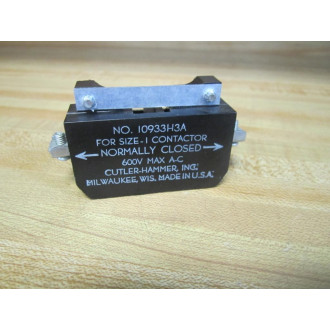 NO. 10933H3A
FOR SIZE-1 CONTACTOR
NORMALLY CLOSED
600V MAX A-C
CUTLER-HAMMER, INC.
MILWAUKEE, WIS. MADE IN U.S.A.